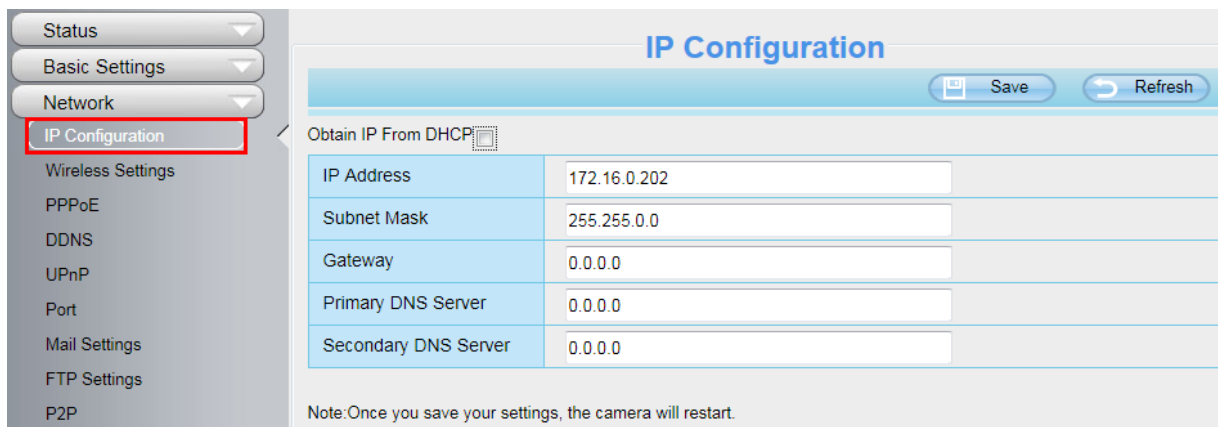 Status
Basic Settings
Network
IP Configuration
Wireless Settings
PPPoE
DDNS
UPnP
Port
Mail Settings
FTP Settings
P2P
IP Configuration
Save
Refresh
Obtain IP From DHCP
IP Address 172.16.0.202
Subnet Mask 255.255.0.0
Gateway 0.0.0.0
Primary DNS Server 0.0.0.0
Secondary DNS Server 0.0.0.0
Note:Once you save your settings, the camera will restart.